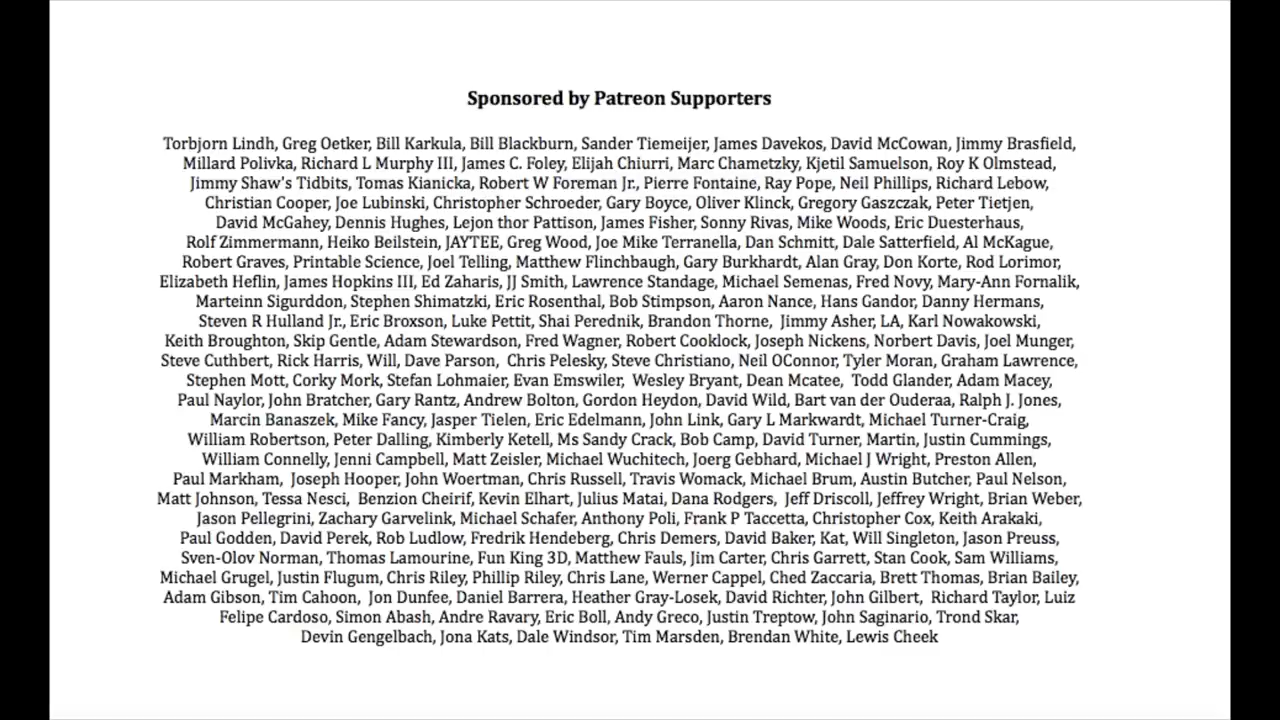 Sponsored by Patreon Supporters
Torbjorn Lindh, Greg Oetker, Bill Karkula, Bill Blackburn, Sander Tiemeijer, James Davekos, David McCowan, Jimmy Brasfield,
Millard Polivka, Richard L Murphy III, James C. Foley, Elijah Chiurri, Marc Chametzky, Kjetil Samuelson, Roy K Olmstead,
Jimmy Shaw's Tidbits, Tomas Kianicka, Robert W Foreman Jr., Pierre Fontaine, Ray Pope, Neil Phillips, Richard Lebow,
Christian Cooper, Joe Lubinski, Christopher Schroeder, Gary Boyce, Oliver Klinck, Gregory Gaszczak, Peter Tietjen,
David McGahey, Dennis Hughes, Lejon thor Pattison, James Fisher, Sonny Rivas, Mike Woods, Eric Duesterhaus,
Rolf Zimmermann, Heiko Beilstein, JAYTEE, Greg Wood, Joe Mike Terranella, Dan Schmitt, Dale Satterfield, Al McKague,
Robert Graves, Printable Science, Joel Telling, Matthew Flinchbaugh, Gary Burkhardt, Alan Gray, Don Korte, Rod Lorimor,
Elizabeth Heflin, James Hopkins III, Ed Zaharis, JJ Smith, Lawrence Standage, Michael Semenas, Fred Novy, Mary-Ann Fornalik,
Marteinn Sigurddon, Stephen Shimatzki, Eric Rosenthal, Bob Stimpson, Aaron Nance, Hans Gandor, Danny Hermans,
Steven R Hulland Jr., Eric Broxson, Luke Pettit, Shai Perednik, Brandon Thorne, Jimmy Asher, LA, Karl Nowakowski,
Keith Broughton, Skip Gentle, Adam Stewardson, Fred Wagner, Robert Cooklock, Joseph Nickens, Norbert Davis, Joel Munger,
Steve Cuthbert, Rick Harris, Will, Dave Parson, Chris Pelesky, Steve Christiano, Neil OConnor, Tyler Moran, Graham Lawrence,
Stephen Mott, Corky Mork, Stefan Lohmaier, Evan Emswiler, Wesley Bryant, Dean Mcatee, Todd Glander, Adam Macey,
Paul Naylor, John Bratcher, Gary Rantz, Andrew Bolton, Gordon Heydon, David Wild, Bart van der Ouderaa, Ralph J. Jones,
Marcin Banaszek, Mike Fancy, Jasper Tielen, Eric Edelmann, John Link, Gary L Markwardt, Michael Turner-Craig,
William Robertson, Peter Dalling, Kimberly Ketell, Ms Sandy Crack, Bob Camp, David Turner, Martin, Justin Cummings,
William Connelly, Jenni Campbell, Matt Zeisler, Michael Wuchitech, Joerg Gebhard, Michael J Wright, Preston Allen,
Paul Markham, Joseph Hooper, John Woertman, Chris Russell, Travis Womack, Michael Brum, Austin Butcher, Paul Nelson,
Matt Johnson, Tessa Nesci, Benzion Cheirif, Kevin Elhart, Julius Matai, Dana Rodgers, Jeff Driscoll, Jeffrey Wright, Brian Weber,
Jason Pellegrini, Zachary Garvelink, Michael Schafer, Anthony Poli, Frank P Taccetta, Christopher Cox, Keith Arakaki,
Paul Godden, David Perek, Rob Ludlow, Fredrik Hendeberg, Chris Demers, David Baker, Kat, Will Singleton, Jason Preuss,
Sven-Olov Norman, Thomas Lamourine, Fun King 3D, Matthew Fauls, Jim Carter, Chris Garrett, Stan Cook, Sam Williams,
Michael Grugel, Justin Flugum, Chris Riley, Phillip Riley, Chris Lane, Werner Cappel, Ched Zaccaria, Brett Thomas, Brian Bailey,
Adam Gibson, Tim Cahoon, Jon Dunfee, Daniel Barrera, Heather Gray-Losek, David Richter, John Gilbert, Richard Taylor, Luiz
Felipe Cardoso, Simon Abash, Andre Ravary, Eric Boll, Andy Greco, Justin Treptow, John Saginario, Trond Skar,
Devin Gengelbach, Jona Kats, Dale Windsor, Tim Marsden, Brendan White, Lewis Cheek